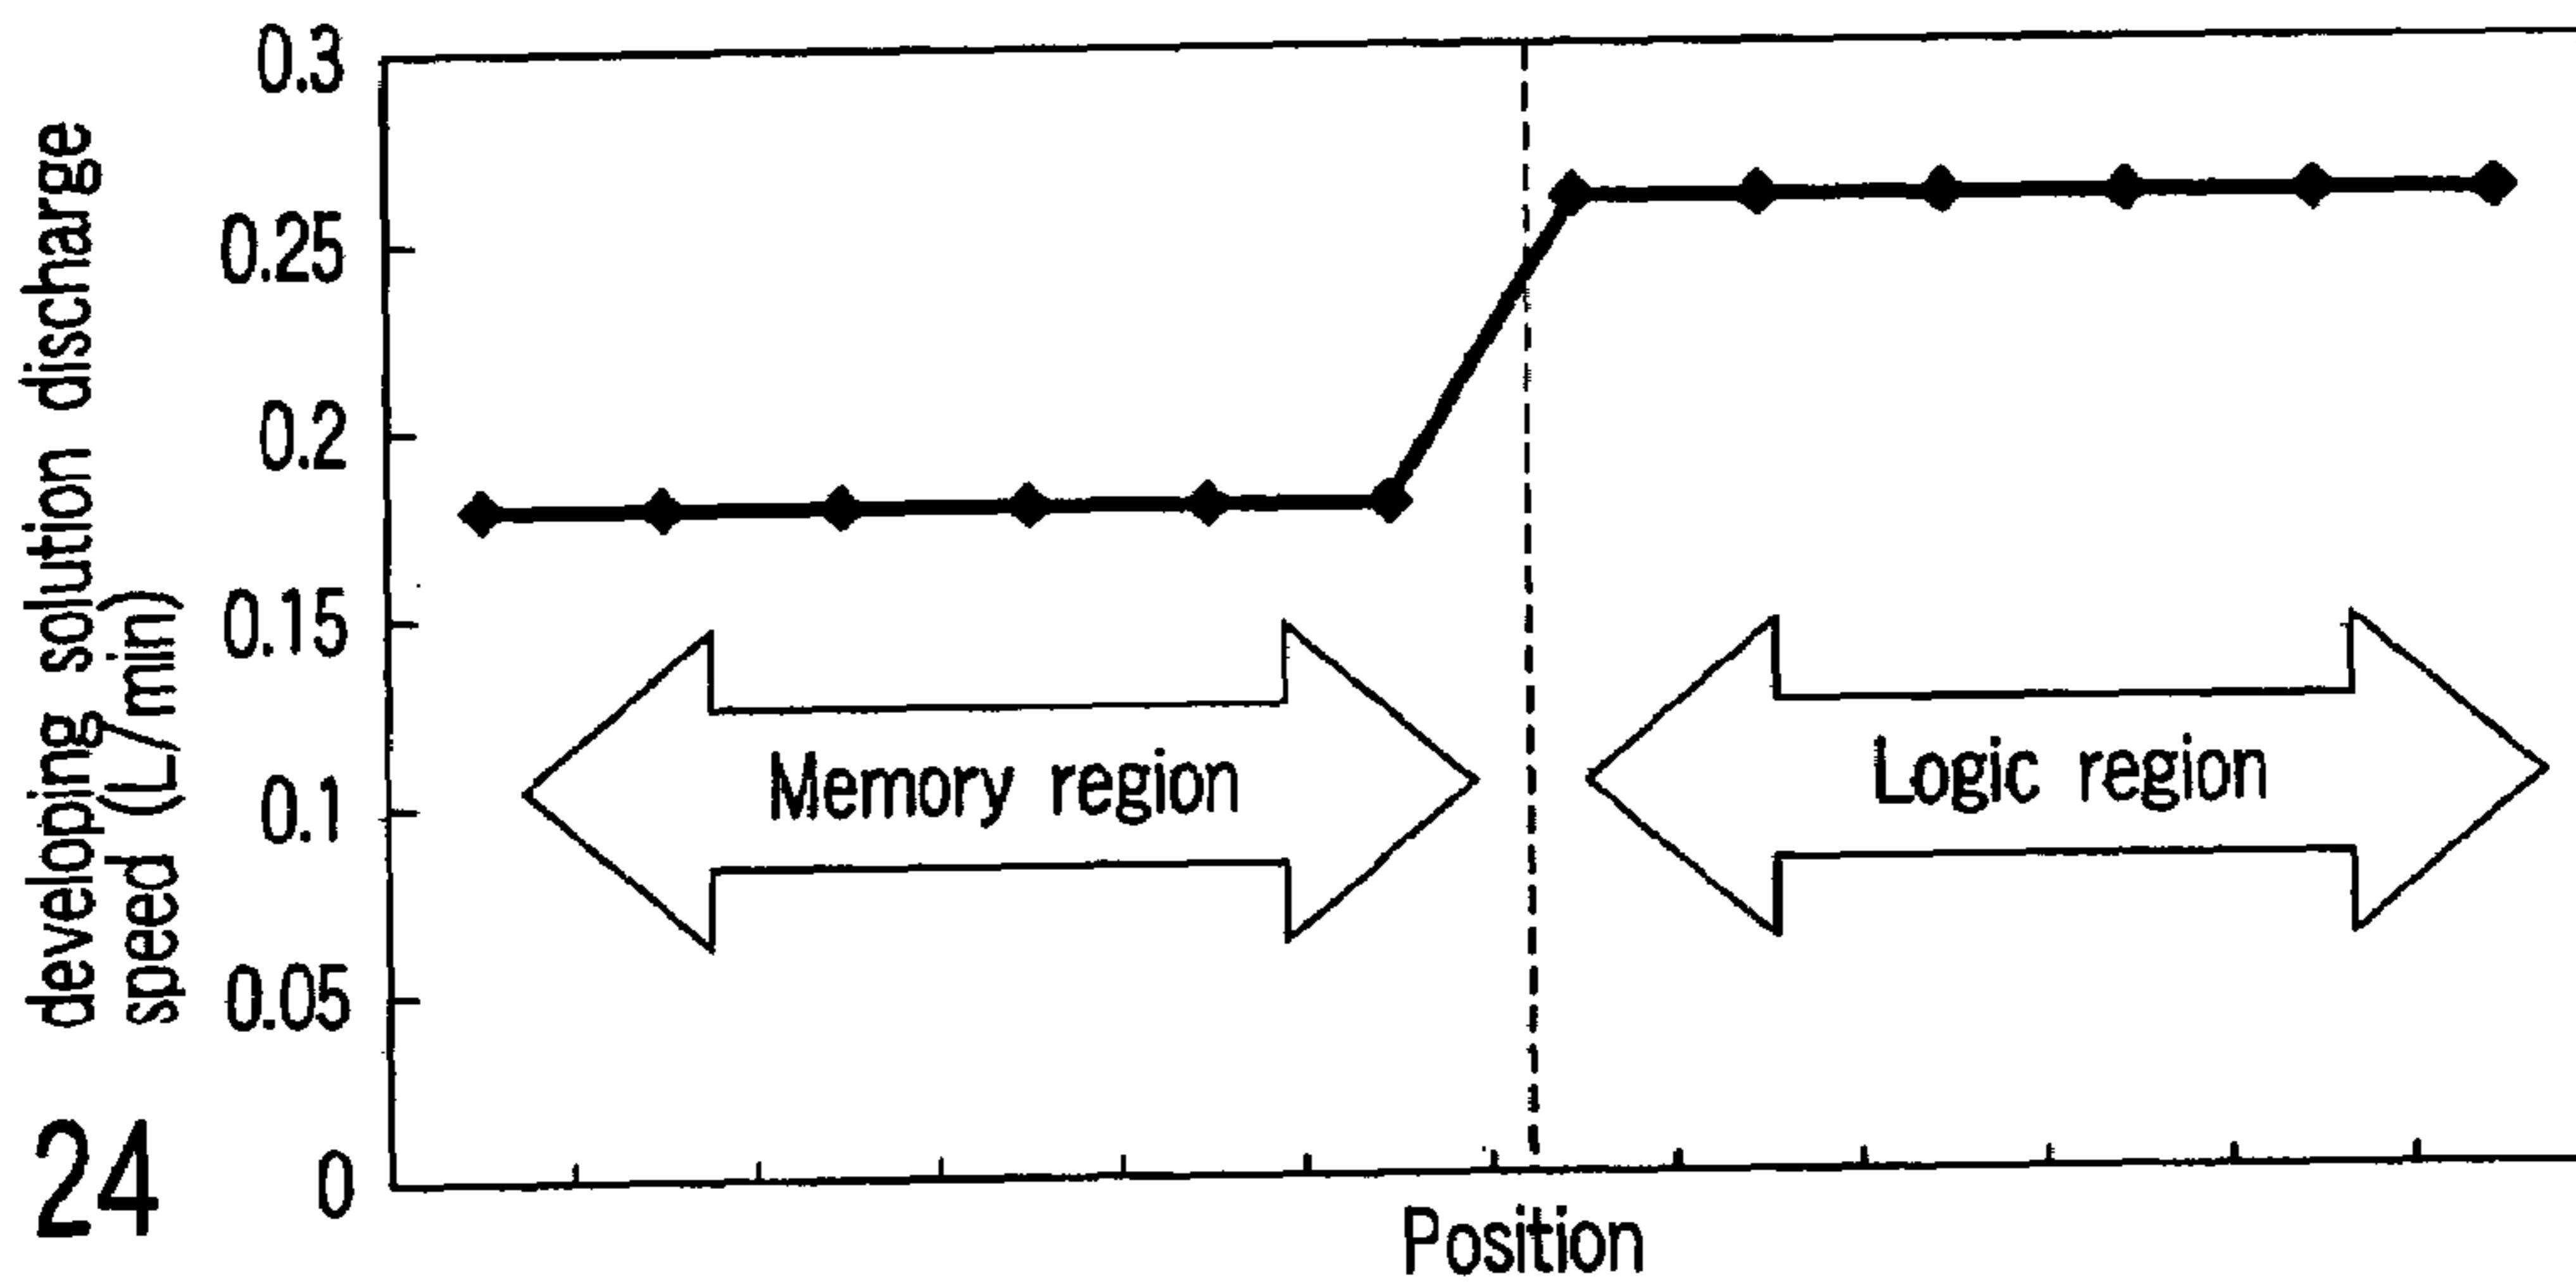 developing solution discharge
speed (L/min)
0.3
0.25
0.2
0.15
0.1
0.05
0
Memory region
Logic region
Position
24